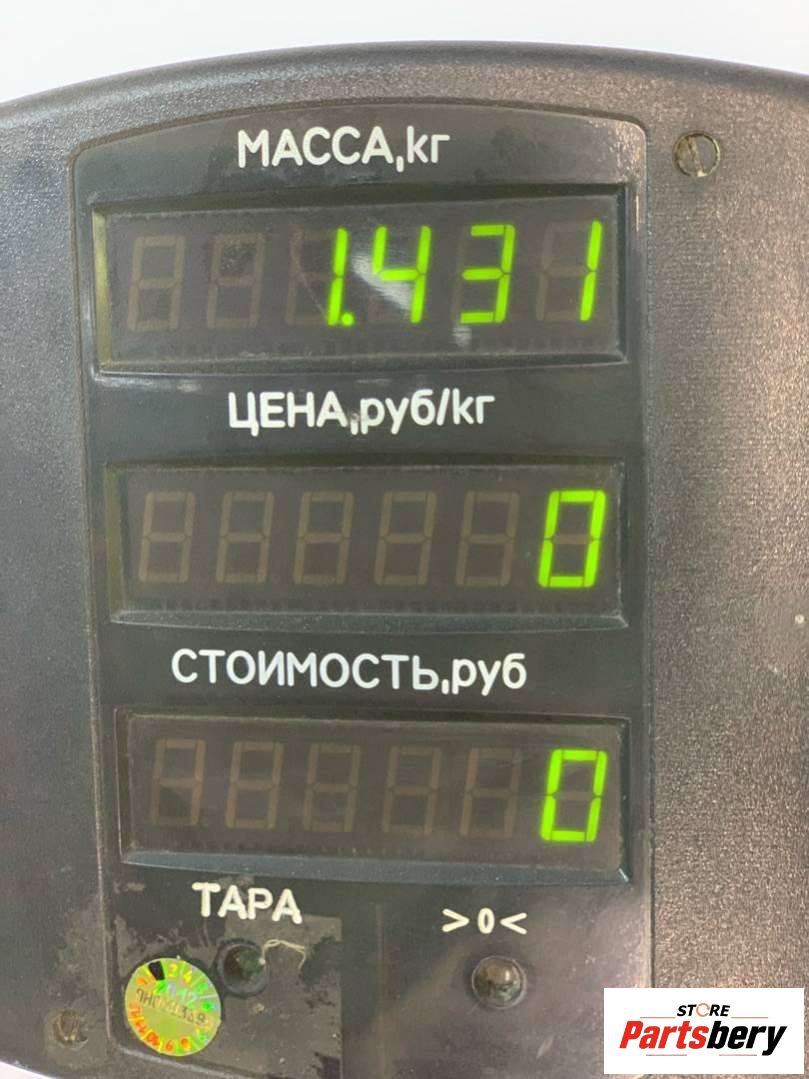 МАССА,кг
1.431
ЦЕНА,руб/кг
0
СТОИМОСТЬ,руб
0
ТАРА
>0<
STORE
Partsbery